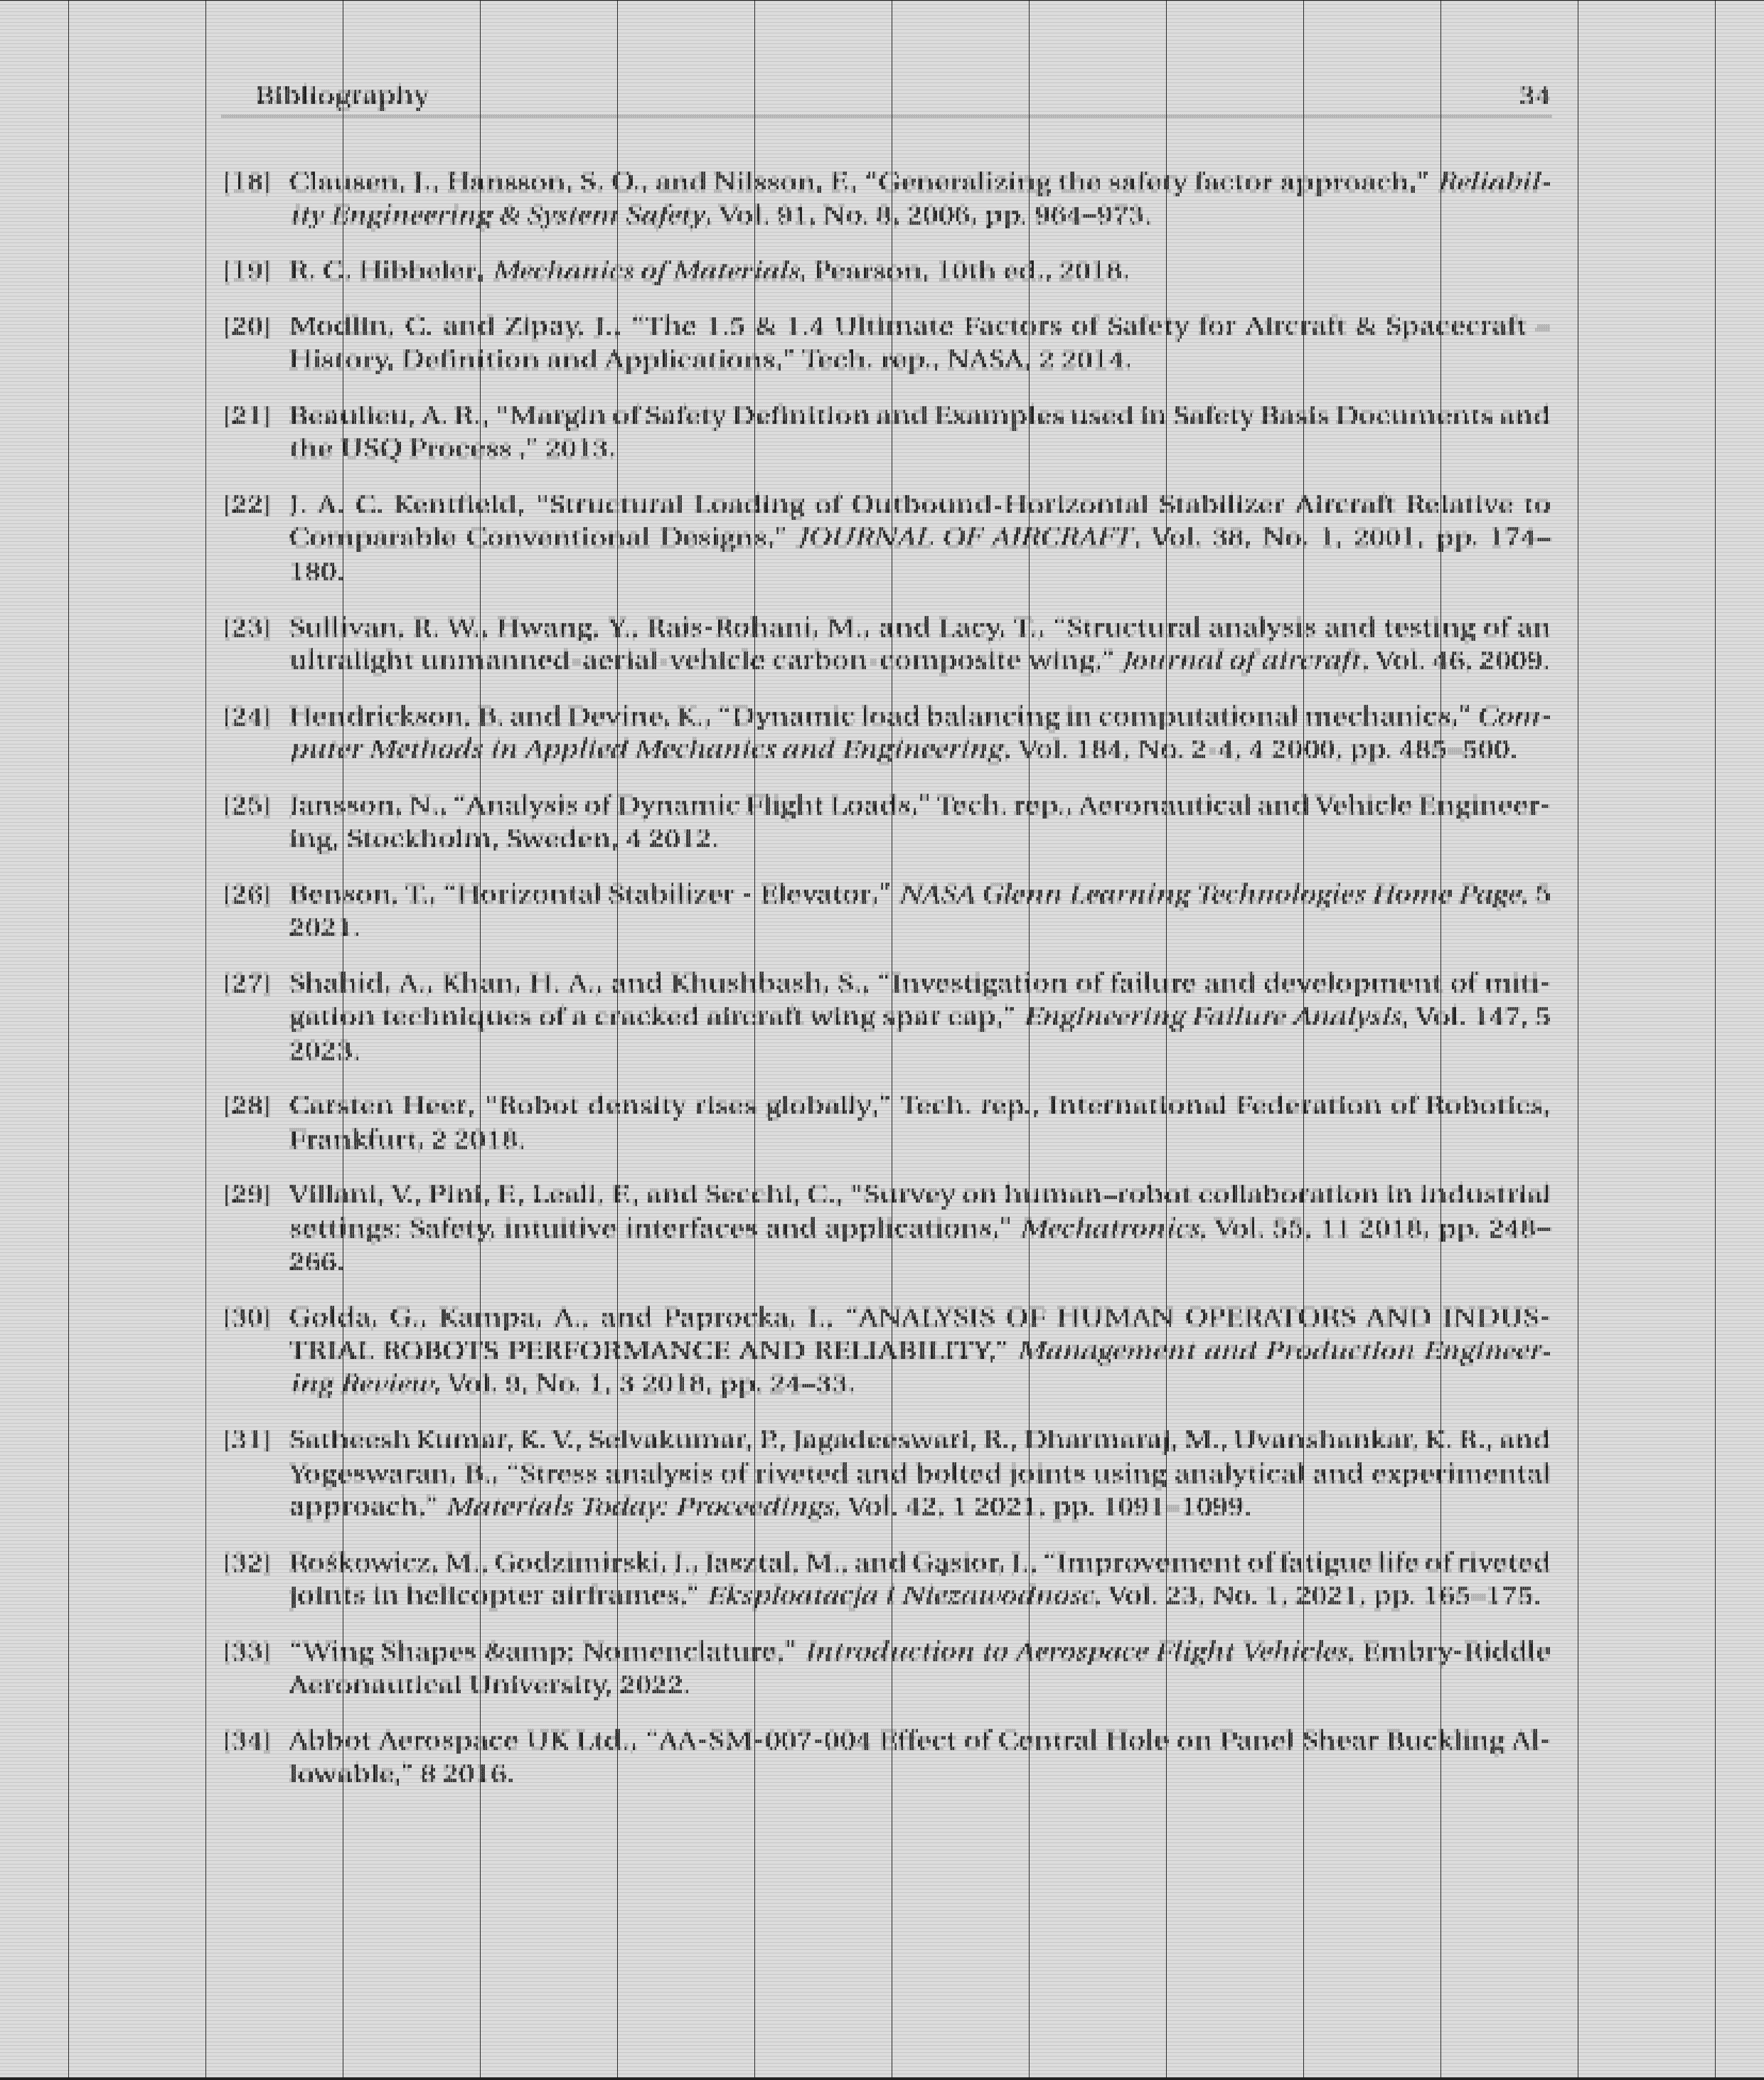 Bibliography 34
[18] Clausen, J., Hansson, S. O., and Nilsson, F., “Generalizing the safety factor approach,” Reliabil-
ity Engineering & System Safety, Vol. 91, No. 8, 2006, pp. 964–973.
[19] R. C. Hibbeler, Mechanics of Materials, Pearson, 10th ed., 2018.
[20] Modlin, C. and Zipay, J., “The 1.5 & 1.4 Ultimate Factors of Safety for Aircraft & Spacecraft –
History, Definition and Applications,” Tech. rep., NASA, 2 2014.
[21] Beaulieu, A. R., “Margin of Safety Definition and Examples used in Safety Basis Documents and
the USQ Process ,” 2013.
[22] J. A. C. Kentfield, “Structural Loading of Outbound-Horizontal Stabilizer Aircraft Relative to
Comparable Conventional Designs,” JOURNAL OF AIRCRAFT, Vol. 38, No. 1, 2001, pp. 174–
180.
[23] Sullivan, R. W., Hwang, Y., Rais-Rohani, M., and Lacy, T., “Structural analysis and testing of an
ultralight unmanned-aerial-vehicle carbon-composite wing,” Journal of aircraft, Vol. 46, 2009.
[24] Hendrickson, B. and Devine, K., “Dynamic load balancing in computational mechanics,” Com-
puter Methods in Applied Mechanics and Engineering, Vol. 184, No. 2-4, 4 2000, pp. 485–500.
[25] Jansson, N., “Analysis of Dynamic Flight Loads,” Tech. rep., Aeronautical and Vehicle Engineer-
ing, Stockholm, Sweden, 4 2012.
[26] Benson, T., “Horizontal Stabilizer - Elevator,” NASA Glenn Learning Technologies Home Page, 5
2021.
[27] Shahid, A., Khan, H. A., and Khushbash, S., “Investigation of failure and development of miti-
gation techniques of a cracked aircraft wing spar cap,” Engineering Failure Analysis, Vol. 147, 5
2023.
[28] Carsten Heer, “Robot density rises globally,” Tech. rep., International Federation of Robotics,
Frankfurt, 2 2018.
[29] Villani, V., Pini, F., Leali, F., and Secchi, C., “Survey on human–robot collaboration in industrial
settings: Safety, intuitive interfaces and applications,” Mechatronics, Vol. 55, 11 2018, pp. 248–
266.
[30] Golda, G., Kampa, A., and Paprocka, I., “ANALYSIS OF HUMAN OPERATORS AND INDUS-
TRIAL ROBOTS PERFORMANCE AND RELIABILITY,” Management and Production Engineer-
ing Review, Vol. 9, No. 1, 3 2018, pp. 24–33.
[31] Satheesh Kumar, K. V., Selvakumar, P., Jagadeeswari, R., Dharmaraj, M., Uvanshankar, K. R., and
Yogeswaran, B., “Stress analysis of riveted and bolted joints using analytical and experimental
approach,” Materials Today: Proceedings, Vol. 42, 1 2021, pp. 1091–1099.
[32] Rośkowicz, M., Godzimirski, J., Jasztal, M., and Gąsior, J., “Improvement of fatigue life of riveted
joints in helicopter airframes,” Eksploatacja i Niezawodnosc, Vol. 23, No. 1, 2021, pp. 165–175.
[33] “Wing Shapes &amp; Nomenclature,” Introduction to Aerospace Flight Vehicles, Embry-Riddle
Aeronautical University, 2022.
[34] Abbot Aerospace UK Ltd., “AA-SM-007-004 Effect of Central Hole on Panel Shear Buckling Al-
lowable,” 8 2016.